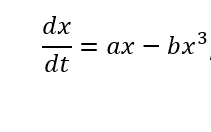 dx/dt = ax − bx³,